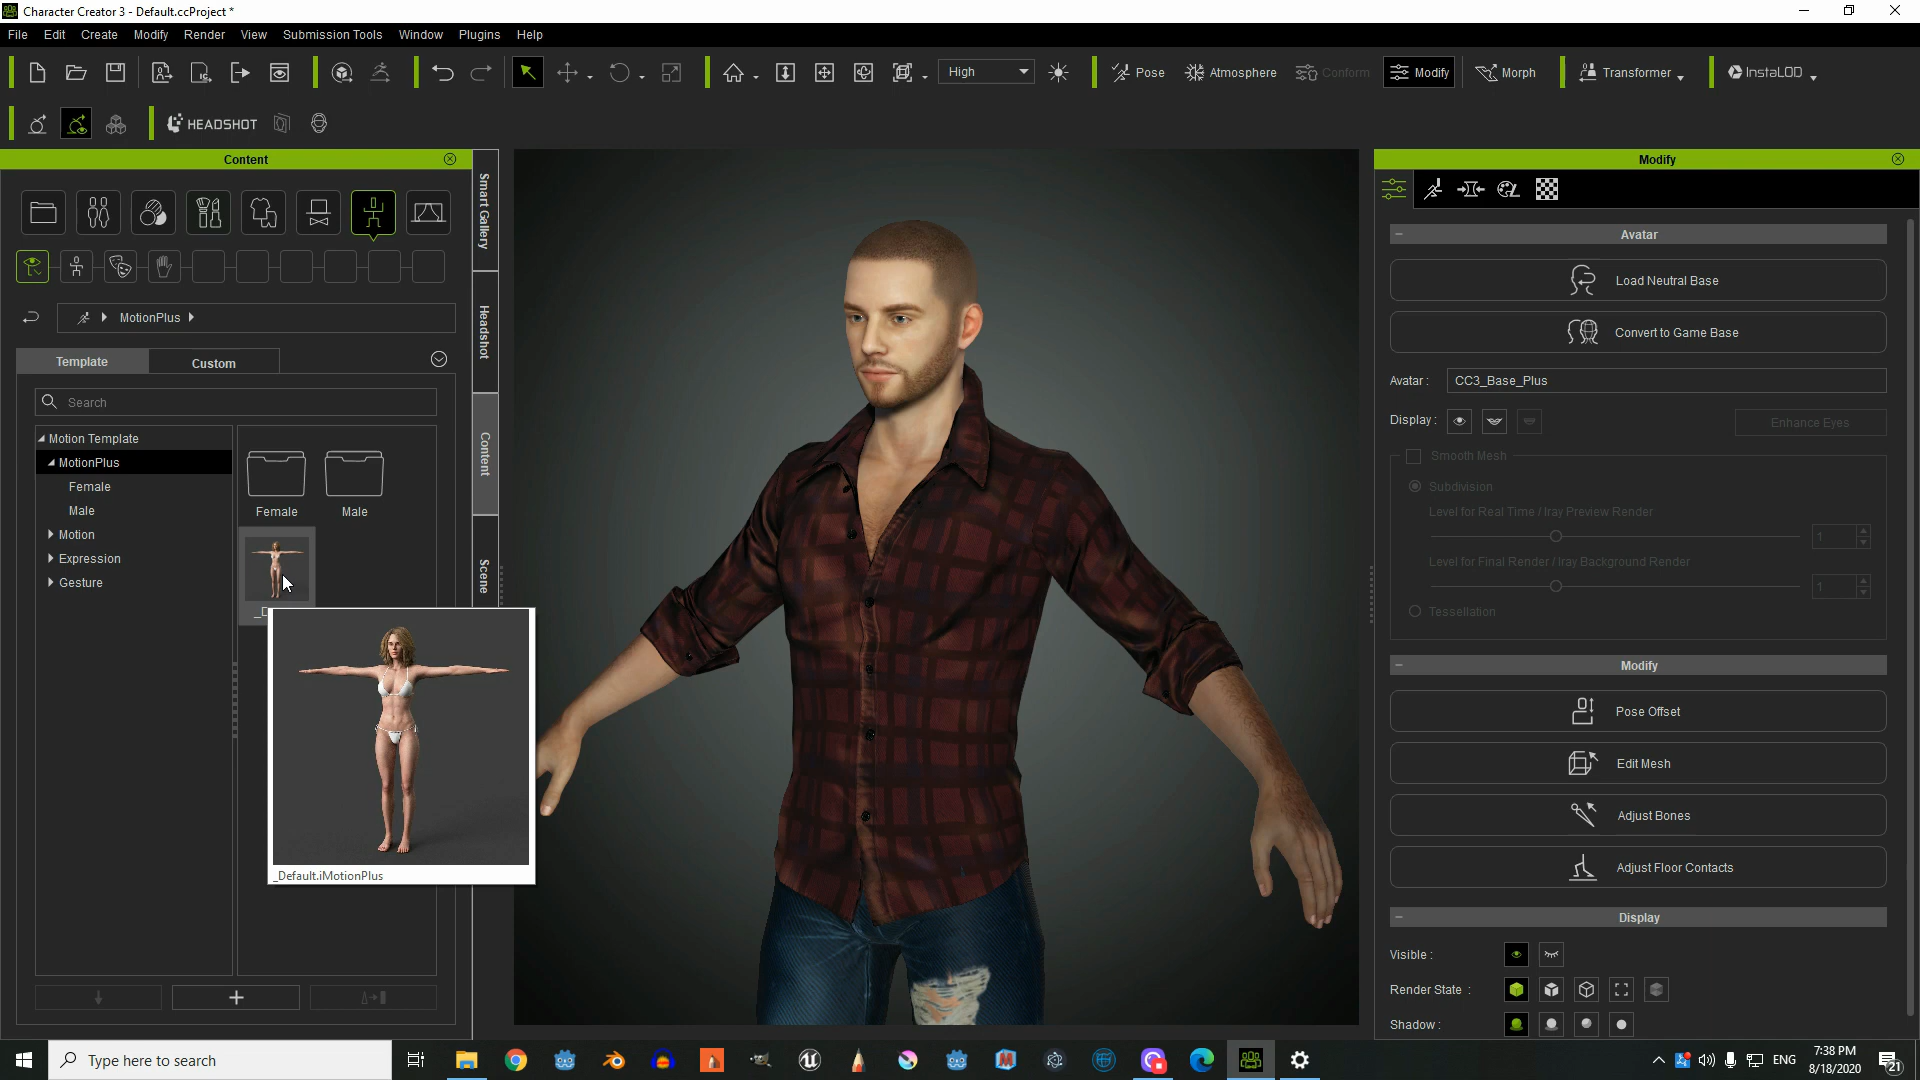 Character Creator 3 - Default.ccProject *
File Edit Create Modify Render View Submission Tools Window Plugins Help
High
Pose
Atmosphere
Conform
Modify
Morph
Transformer
InstaLOD
HEADSHOT
Content
Smart Gallery
Headshot
Content
Scene
MotionPlus
Template
Custom
Search
Motion Template
MotionPlus
Female
Male
Motion
Expression
Gesture
Female
Male
_Default.iMotionPlus
Modify
Avatar
Load Neutral Base
Convert to Game Base
Avatar :
CC3_Base_Plus
Display :
Enhance Eyes
Smooth Mesh
Subdivision
Level for Real Time / Iray Preview Render
1
Level for Final Render / Iray Background Render
1
Tessellation
Modify
Pose Offset
Edit Mesh
Adjust Bones
Adjust Floor Contacts
Display
Visible :
Render State :
Shadow :
Type here to search
ENG
7:38 PM
8/18/2020
21